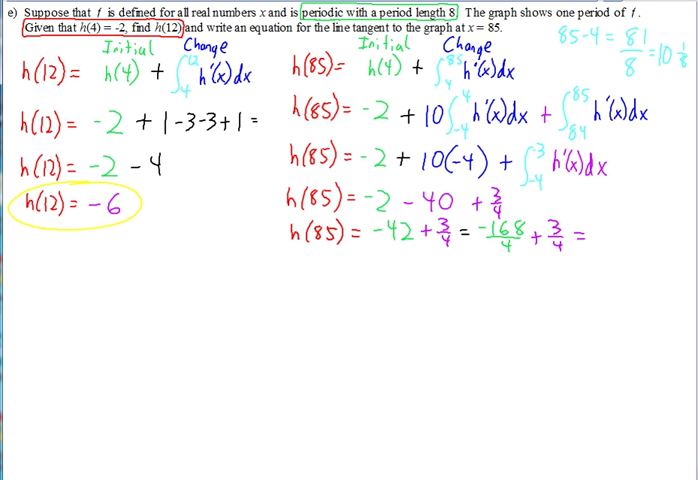 e) Suppose that f is defined for all real numbers x and is periodic with a period length 8. The graph shows one period of f.
Given that h(4) = -2, find h(12) and write an equation for the line tangent to the graph at x = 85.
85-4 = 81/8 = 10 1/8
Initial Change
h(12) = h(4) + ∫₄¹² h'(x)dx
h(12) = -2 + 1-3-3+1 =
h(12) = -2 - 4
h(12) = -6
Initial Change
h(85) = h(4) + ∫₄⁸⁵ h'(x)dx
h(85) = -2 + 10∫₋₄⁴ h'(x)dx + ∫₈₄⁸⁵ h'(x)dx
h(85) = -2 + 10(-4) + ∫₋₄⁻³ h'(x)dx
h(85) = -2 - 40 + 3/4
h(85) = -42 + 3/4 = -168/4 + 3/4 =